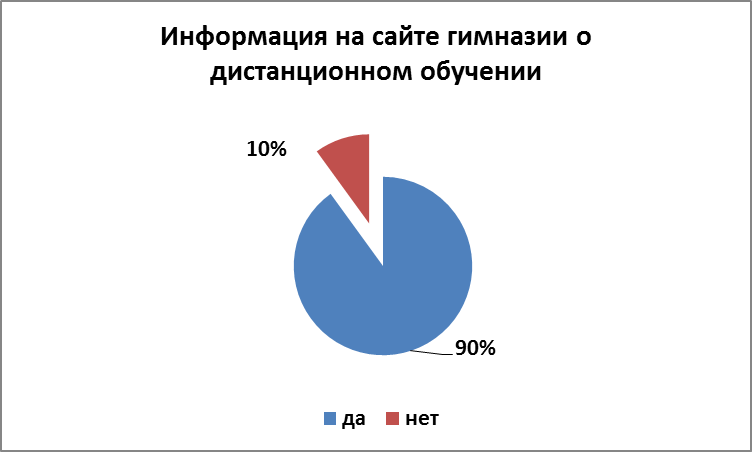 Информация на сайте гимназии о
дистанционном обучении
10%
90%
да нет